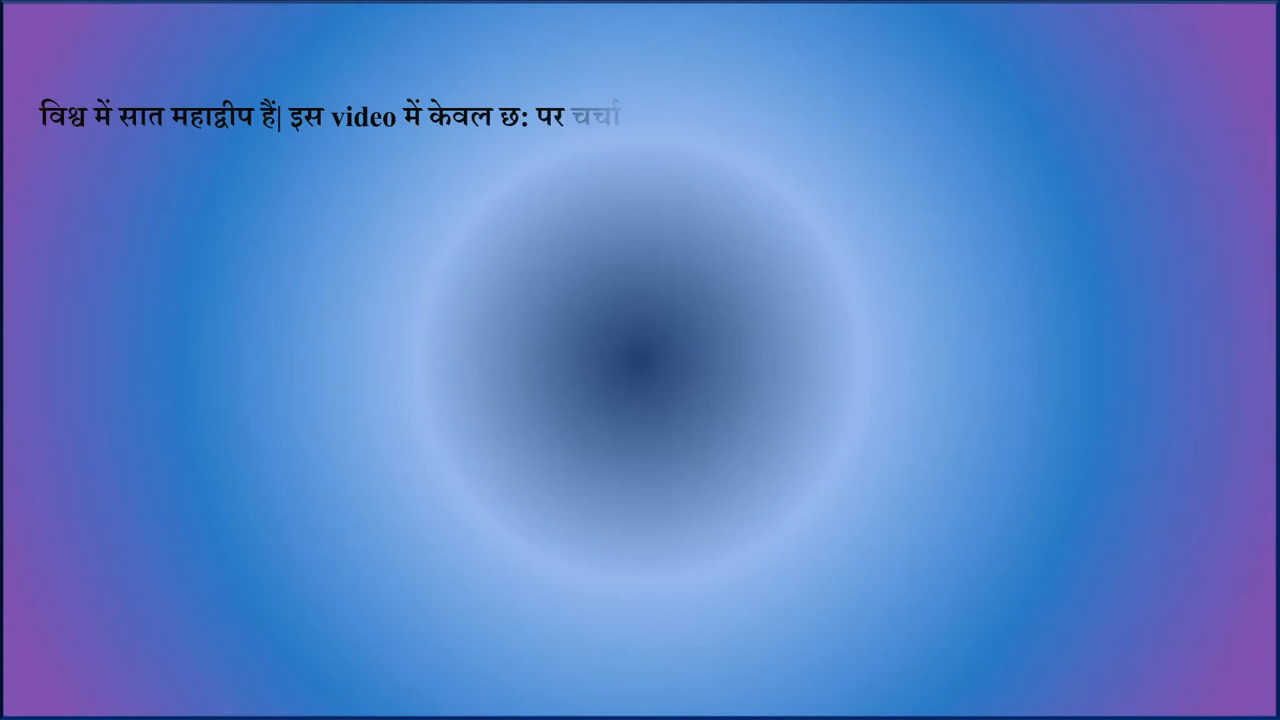 विश्व में सात महाद्वीप हैं| इस video में केवल छ: पर चर्चा